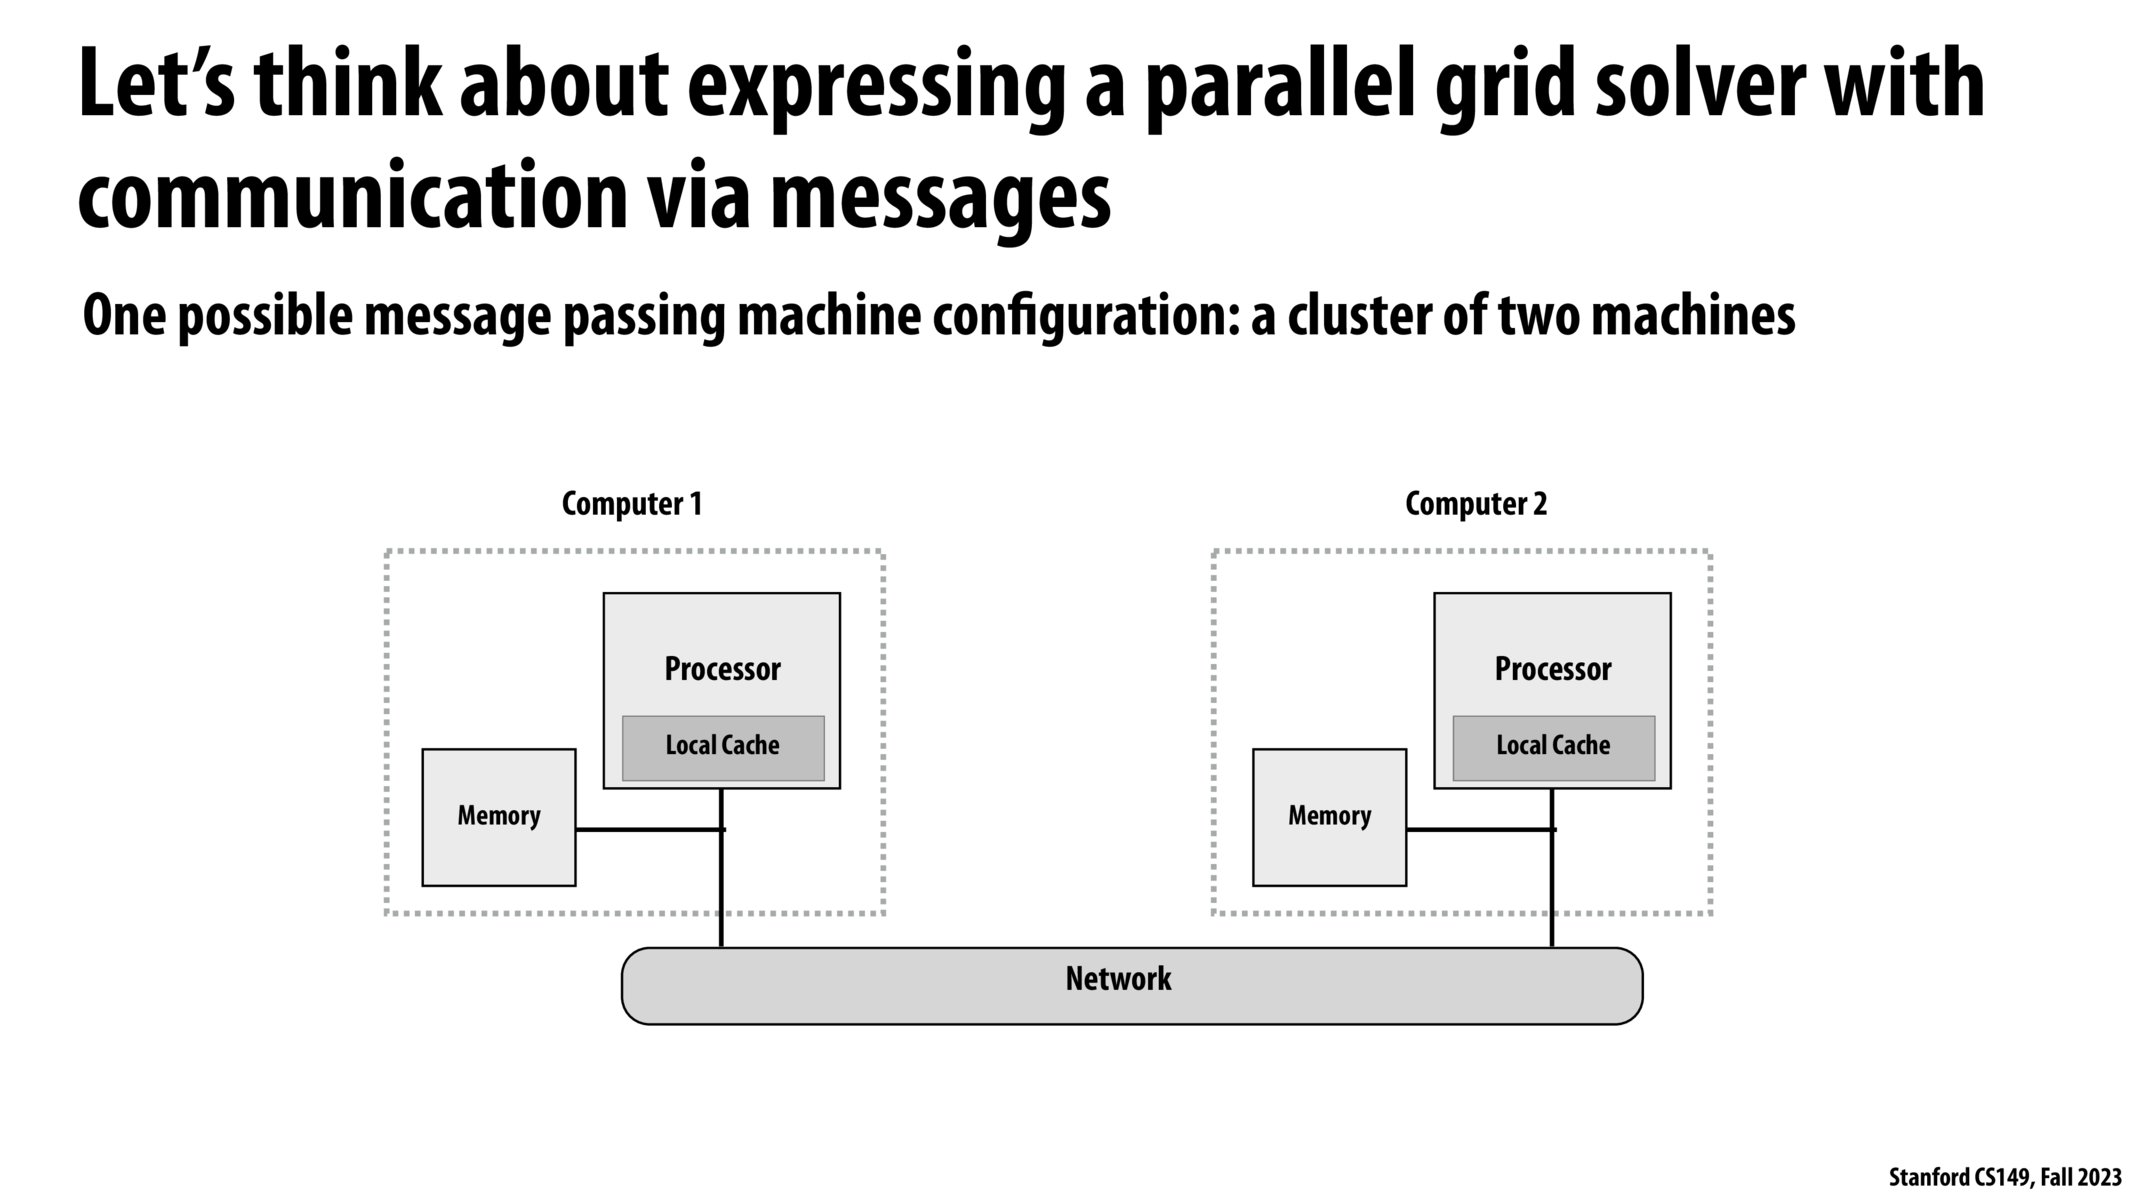 Let’s think about expressing a parallel grid solver with
communication via messages
One possible message passing machine configuration: a cluster of two machines
Computer 1
Computer 2
Processor
Local Cache
Memory
Processor
Local Cache
Memory
Network
Stanford CS149, Fall 2023